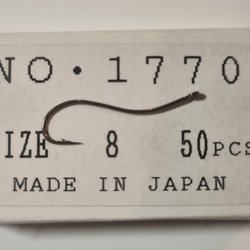 NO・1770
IZE 8 50PCS
MADE IN JAPAN